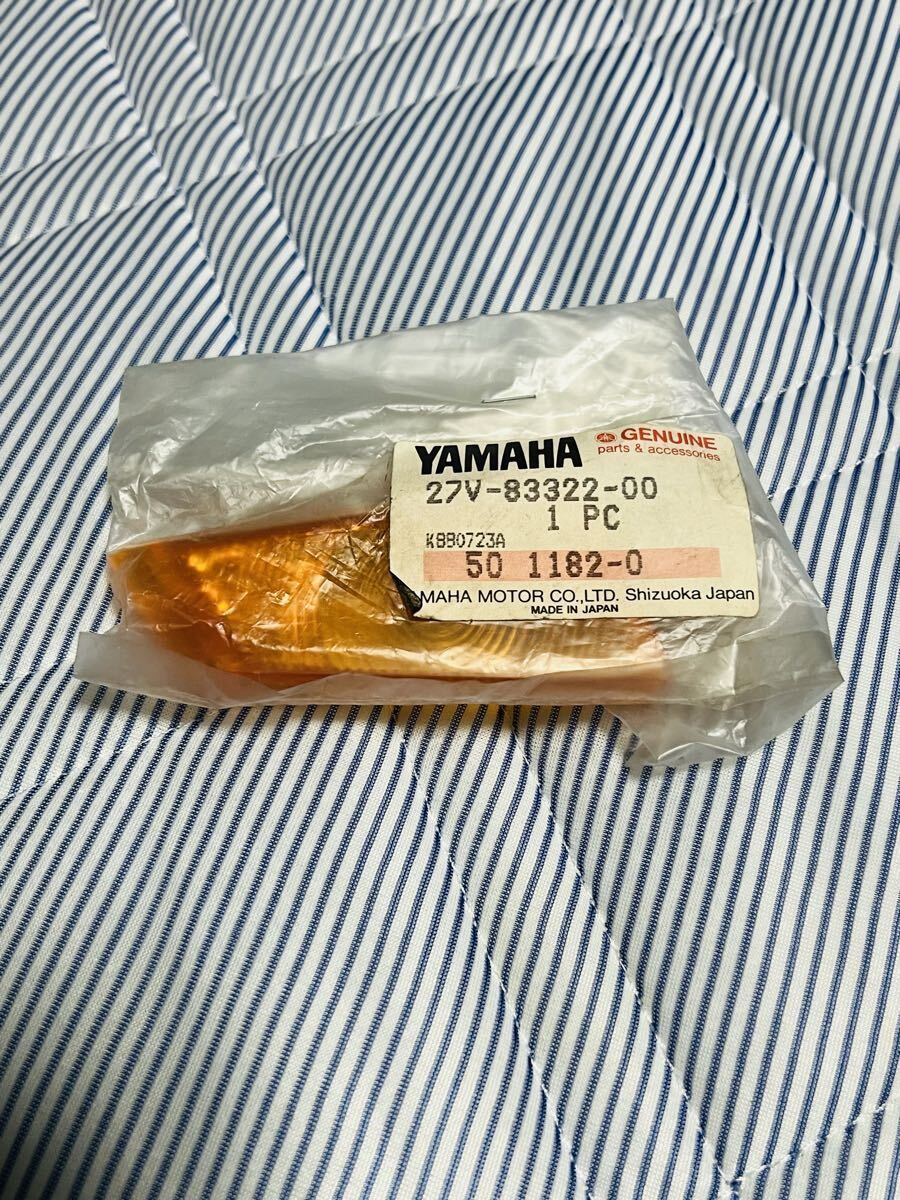 YAMAHA
GENUINE
parts & accessories
27V-83322-00
1 PC
K880723A
50 1182-0
MAHA MOTOR CO.,LTD. Shizuoka Japan
MADE IN JAPAN